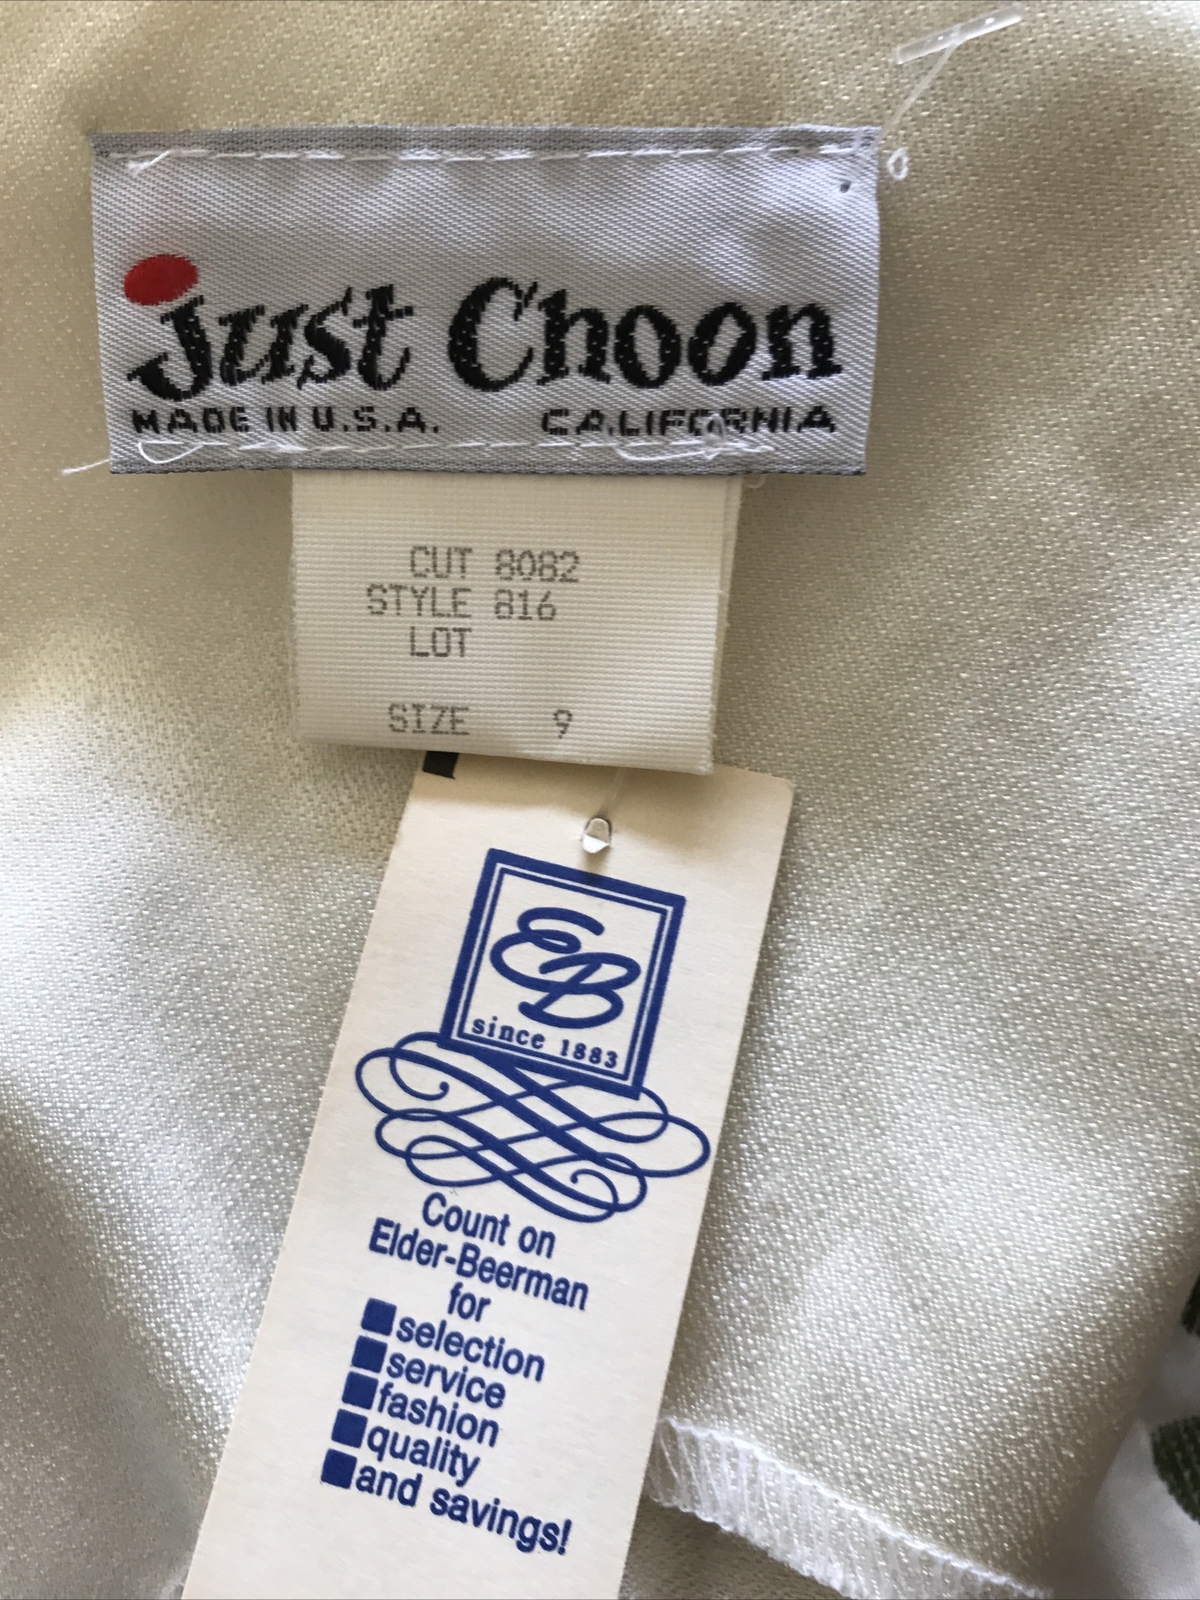 Just Choon
MADE IN U.S.A. CALIFORNIA
CUT 8082
STYLE 816
LOT
SIZE 9
EB
since 1883
Count on
Elder-Beerman
for
selection
service
fashion
quality
and savings!